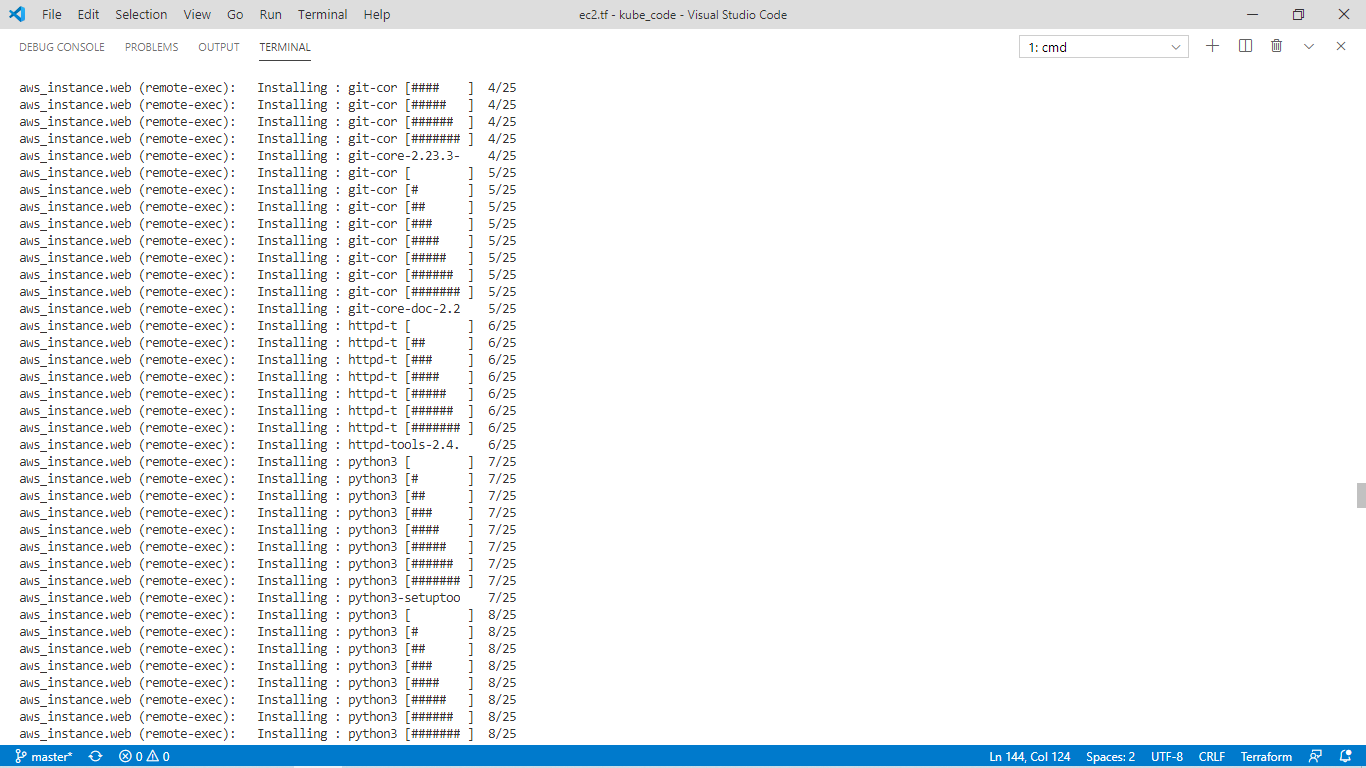 File Edit Selection View Go Run Terminal Help ec2.tf - kube_code - Visual Studio Code
DEBUG CONSOLE PROBLEMS OUTPUT TERMINAL 1: cmd
aws_instance.web (remote-exec):   Installing : git-cor [####    ]  4/25
aws_instance.web (remote-exec):   Installing : git-cor [#####   ]  4/25
aws_instance.web (remote-exec):   Installing : git-cor [######  ]  4/25
aws_instance.web (remote-exec):   Installing : git-cor [####### ]  4/25
aws_instance.web (remote-exec):   Installing : git-core-2.23.3-    4/25
aws_instance.web (remote-exec):   Installing : git-cor [        ]  5/25
aws_instance.web (remote-exec):   Installing : git-cor [#       ]  5/25
aws_instance.web (remote-exec):   Installing : git-cor [##      ]  5/25
aws_instance.web (remote-exec):   Installing : git-cor [###     ]  5/25
aws_instance.web (remote-exec):   Installing : git-cor [####    ]  5/25
aws_instance.web (remote-exec):   Installing : git-cor [#####   ]  5/25
aws_instance.web (remote-exec):   Installing : git-cor [######  ]  5/25
aws_instance.web (remote-exec):   Installing : git-cor [####### ]  5/25
aws_instance.web (remote-exec):   Installing : git-core-doc-2.2    5/25
aws_instance.web (remote-exec):   Installing : httpd-t [        ]  6/25
aws_instance.web (remote-exec):   Installing : httpd-t [##      ]  6/25
aws_instance.web (remote-exec):   Installing : httpd-t [###     ]  6/25
aws_instance.web (remote-exec):   Installing : httpd-t [####    ]  6/25
aws_instance.web (remote-exec):   Installing : httpd-t [#####   ]  6/25
aws_instance.web (remote-exec):   Installing : httpd-t [######  ]  6/25
aws_instance.web (remote-exec):   Installing : httpd-t [####### ]  6/25
aws_instance.web (remote-exec):   Installing : httpd-tools-2.4.    6/25
aws_instance.web (remote-exec):   Installing : python3 [        ]  7/25
aws_instance.web (remote-exec):   Installing : python3 [#       ]  7/25
aws_instance.web (remote-exec):   Installing : python3 [##      ]  7/25
aws_instance.web (remote-exec):   Installing : python3 [###     ]  7/25
aws_instance.web (remote-exec):   Installing : python3 [####    ]  7/25
aws_instance.web (remote-exec):   Installing : python3 [#####   ]  7/25
aws_instance.web (remote-exec):   Installing : python3 [######  ]  7/25
aws_instance.web (remote-exec):   Installing : python3 [####### ]  7/25
aws_instance.web (remote-exec):   Installing : python3-setuptoo    7/25
aws_instance.web (remote-exec):   Installing : python3 [        ]  8/25
aws_instance.web (remote-exec):   Installing : python3 [#       ]  8/25
aws_instance.web (remote-exec):   Installing : python3 [##      ]  8/25
aws_instance.web (remote-exec):   Installing : python3 [###     ]  8/25
aws_instance.web (remote-exec):   Installing : python3 [####    ]  8/25
aws_instance.web (remote-exec):   Installing : python3 [#####   ]  8/25
aws_instance.web (remote-exec):   Installing : python3 [######  ]  8/25
aws_instance.web (remote-exec):   Installing : python3 [####### ]  8/25
master* 0 0 Ln 144, Col 124 Spaces: 2 UTF-8 CRLF Terraform